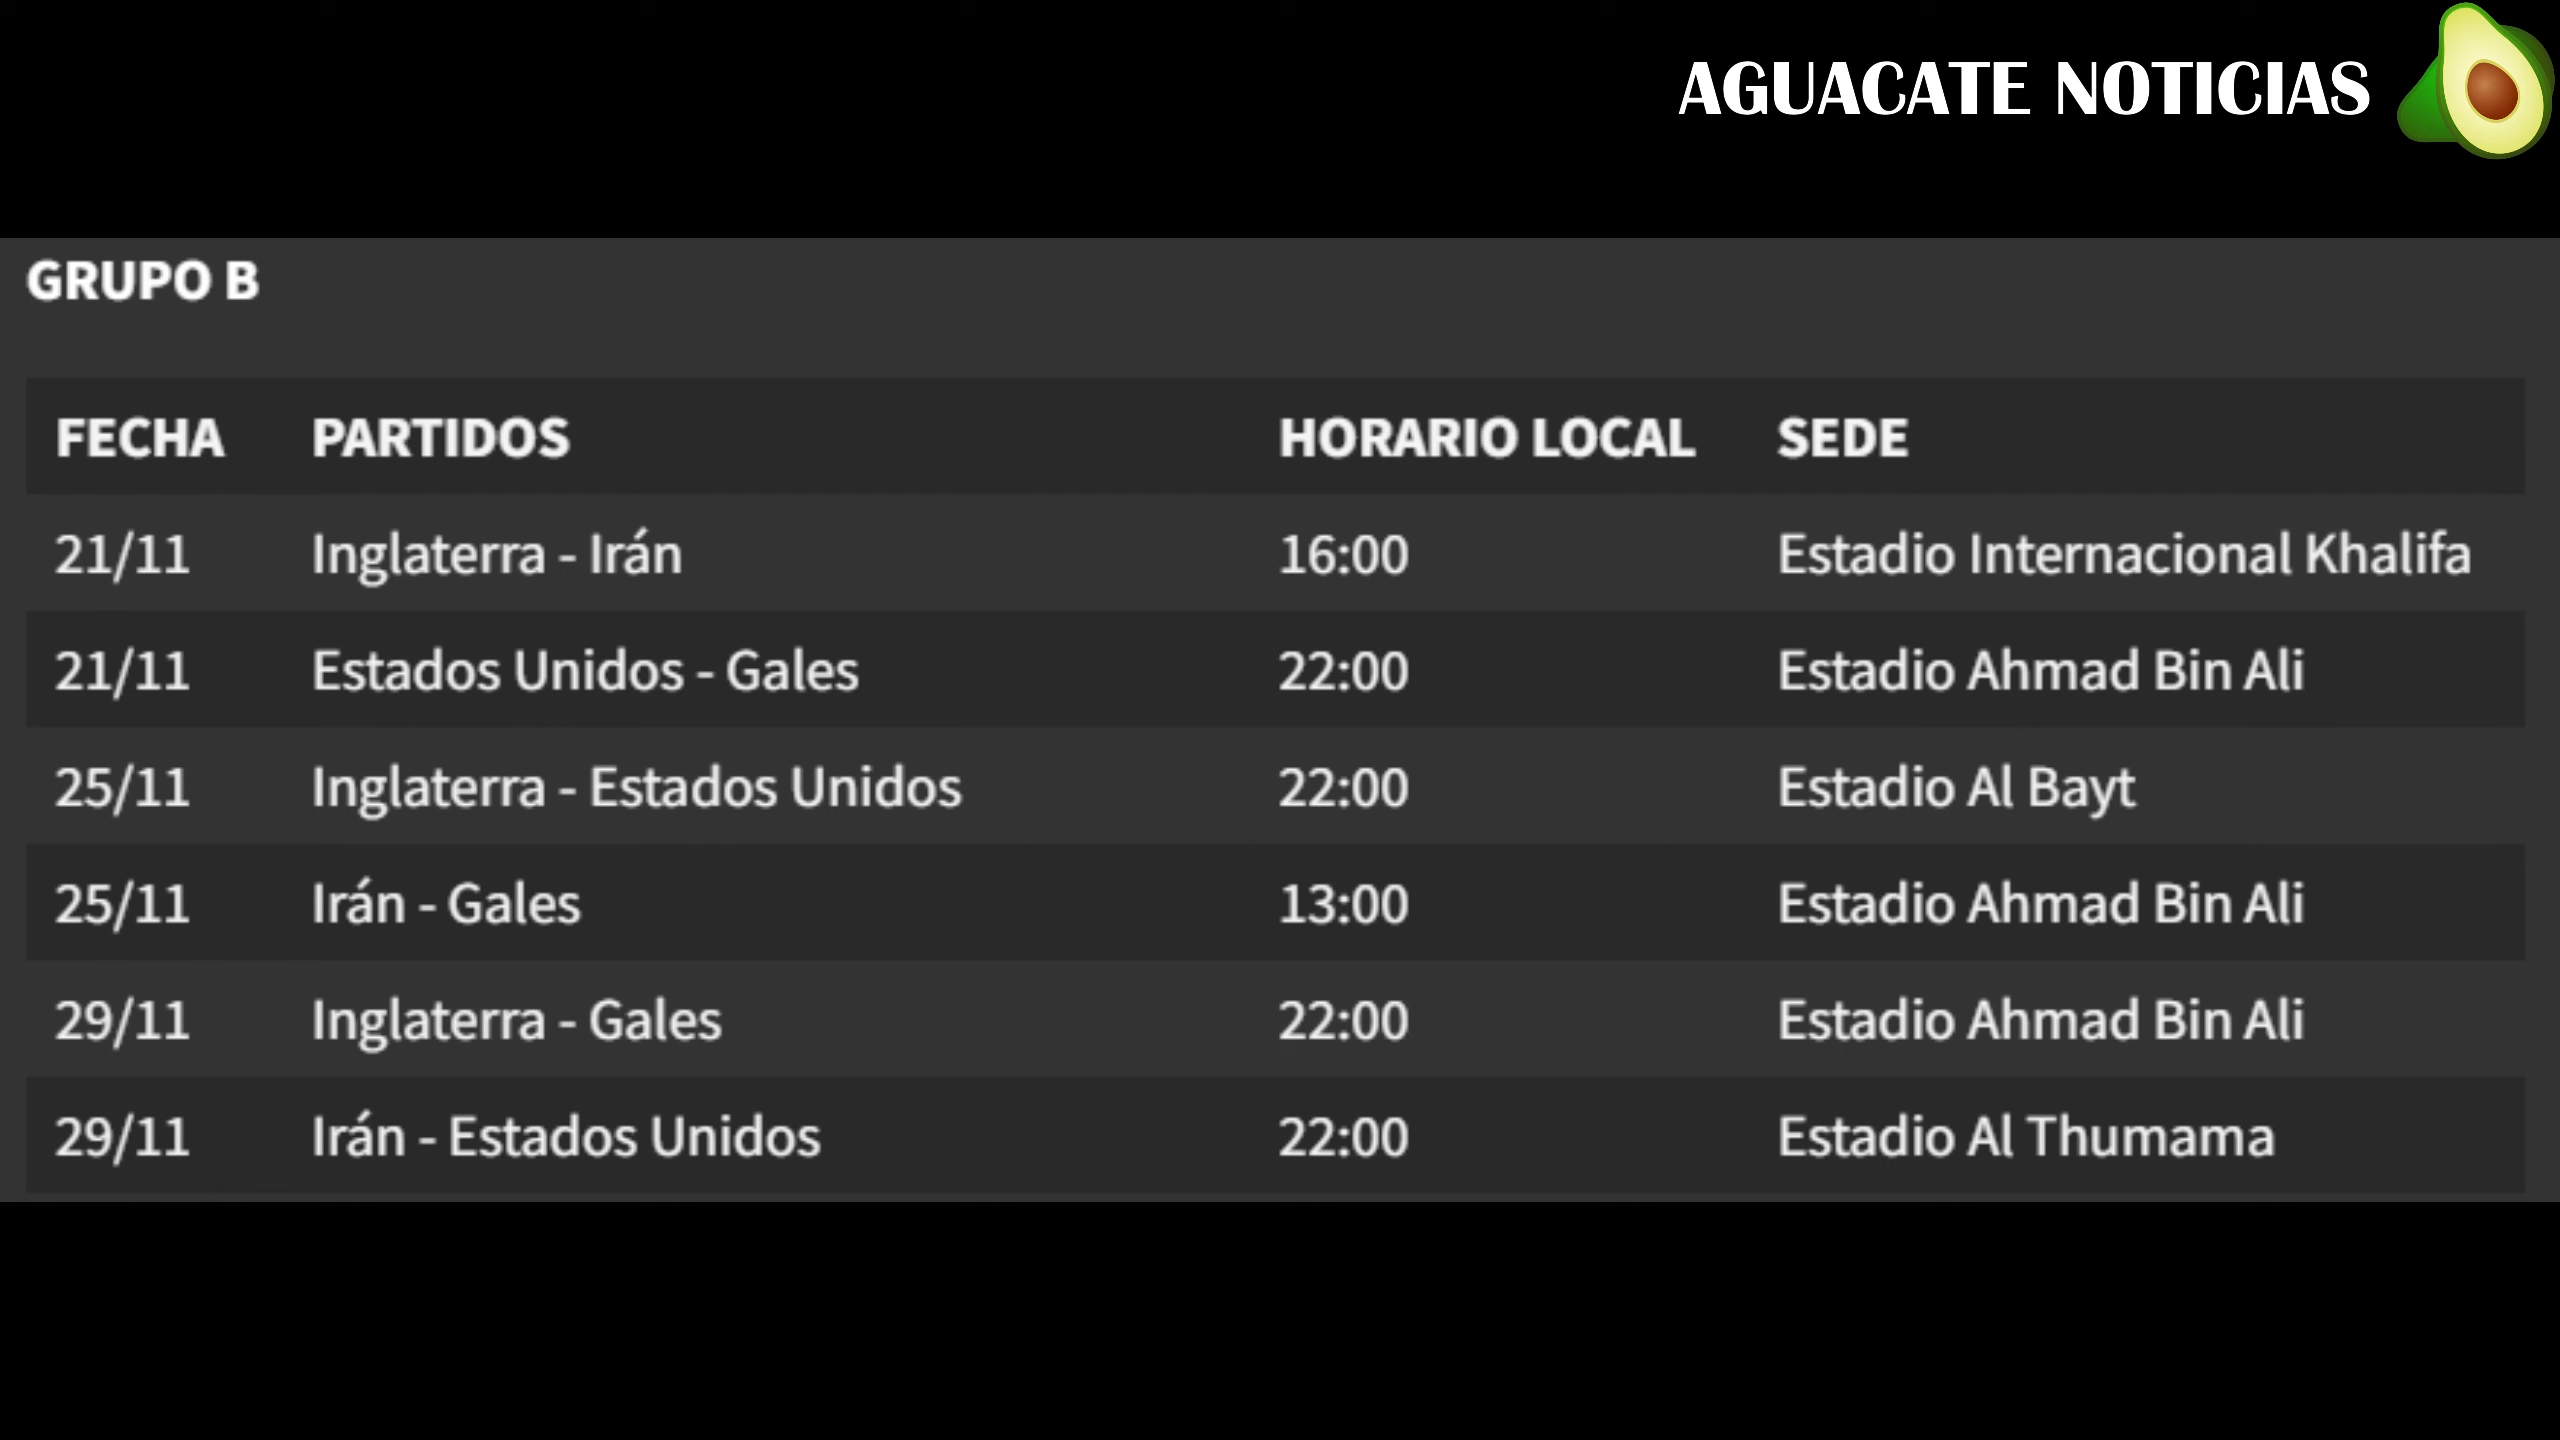 AGUACATE NOTICIAS
GRUPO B
FECHA PARTIDOS HORARIO LOCAL SEDE
21/11 Inglaterra - Irán 16:00 Estadio Internacional Khalifa
21/11 Estados Unidos - Gales 22:00 Estadio Ahmad Bin Ali
25/11 Inglaterra - Estados Unidos 22:00 Estadio Al Bayt
25/11 Irán - Gales 13:00 Estadio Ahmad Bin Ali
29/11 Inglaterra - Gales 22:00 Estadio Ahmad Bin Ali
29/11 Irán - Estados Unidos 22:00 Estadio Al Thumama